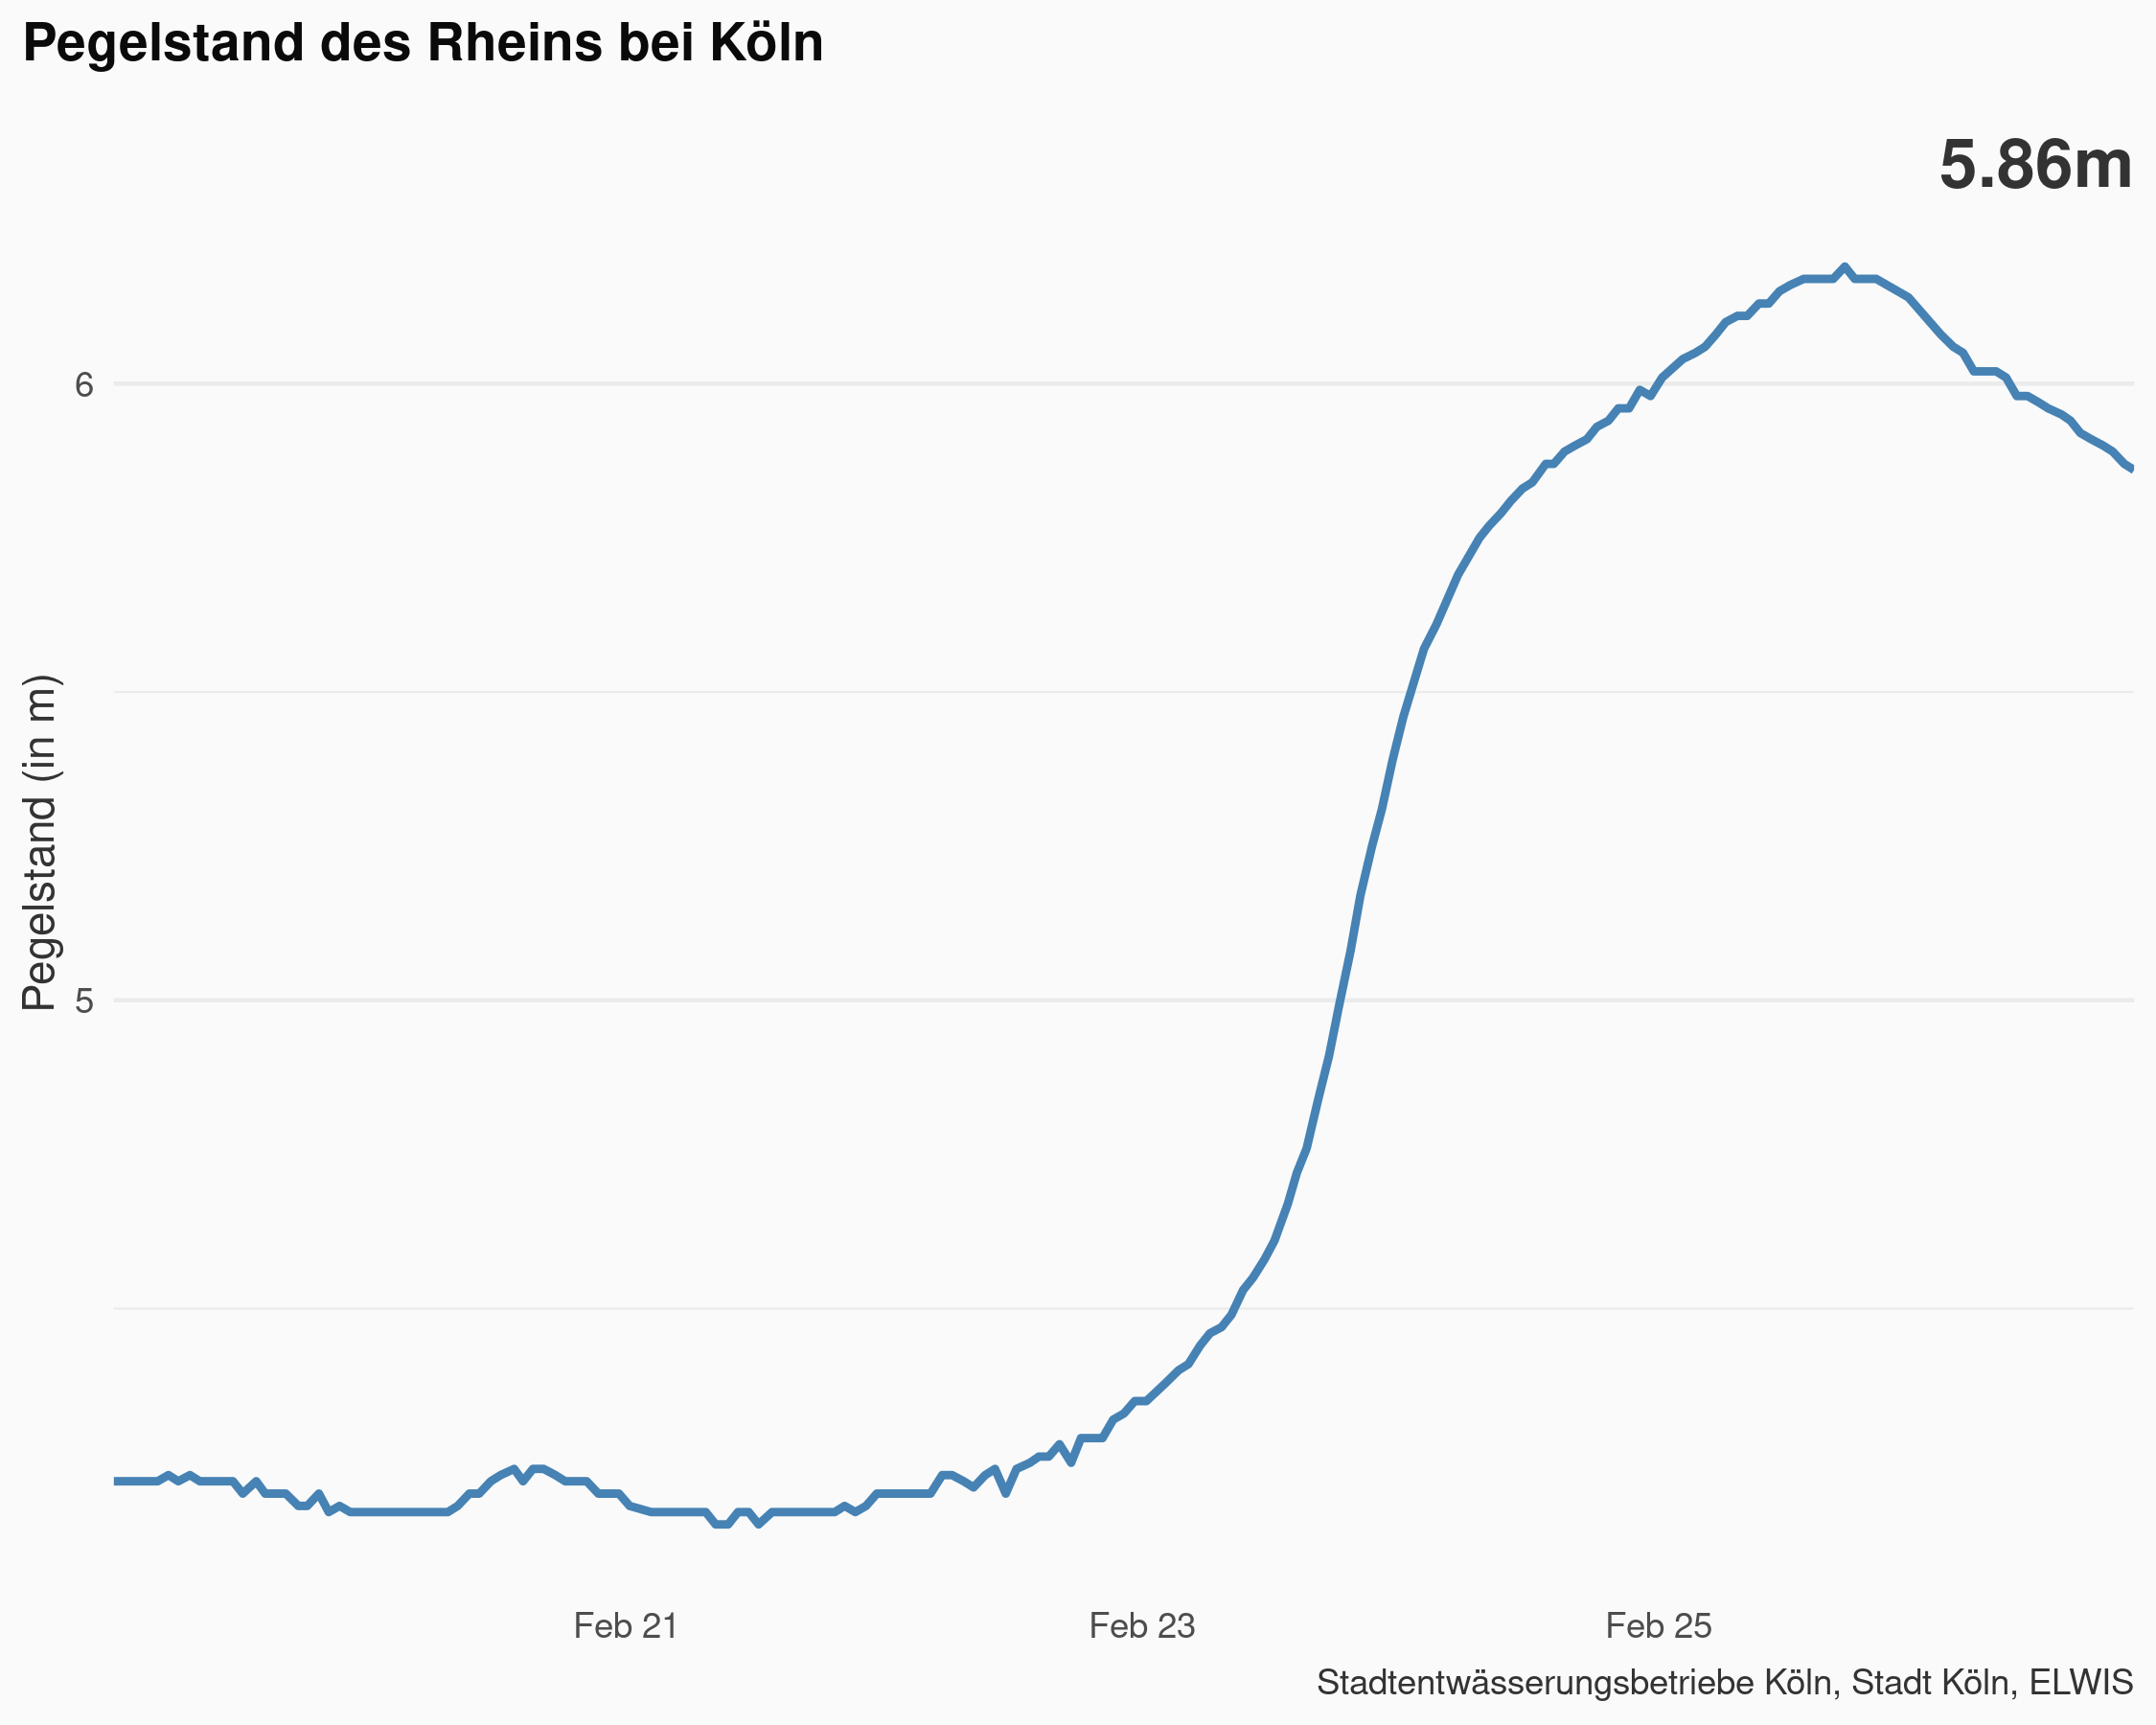 Pegelstand des Rheins bei Köln
5.86m
Pegelstand (in m)
6
5
Feb 21
Feb 23
Feb 25
Stadtentwässerungsbetriebe Köln, Stadt Köln, ELWIS